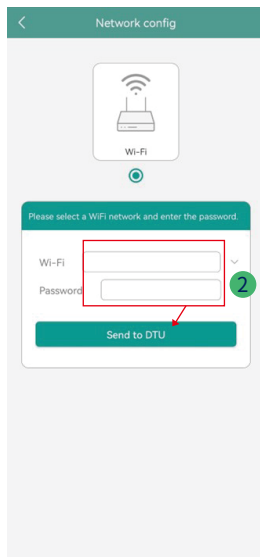 Network config
Wi-Fi
Please select a WiFi network and enter the password.
Wi-Fi
Password
2
Send to DTU